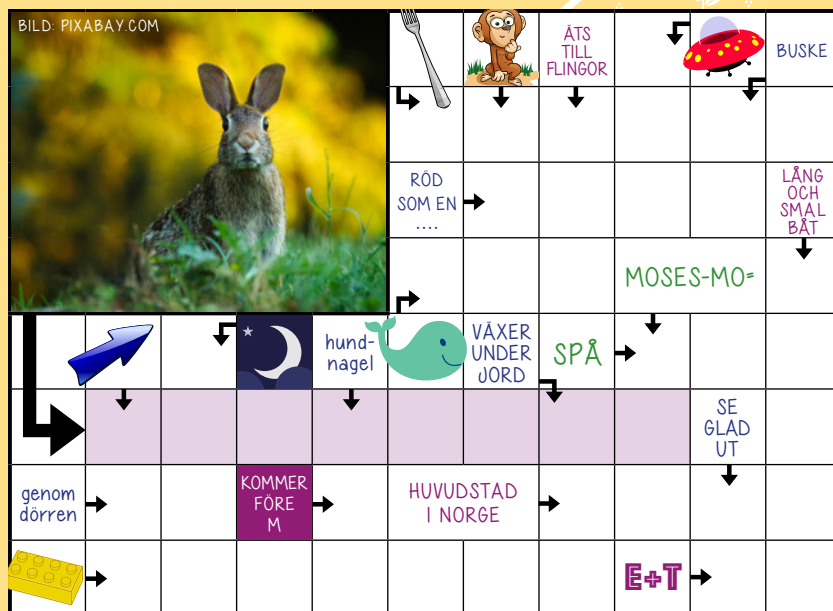 BILD: PIXABAY.COM
ÄTS
TILL
FLINGOR
BUSKE
RÖD
SOM EN
....
LÅNG
OCH
SMAL
BÅT
MOSES-MO=
hund-
nagel
VÄXER
UNDER
JORD
SPÅ
SE
GLAD
UT
genom
dörren
KOMMER
FÖRE
M
HUVUDSTAD
I NORGE
E+T